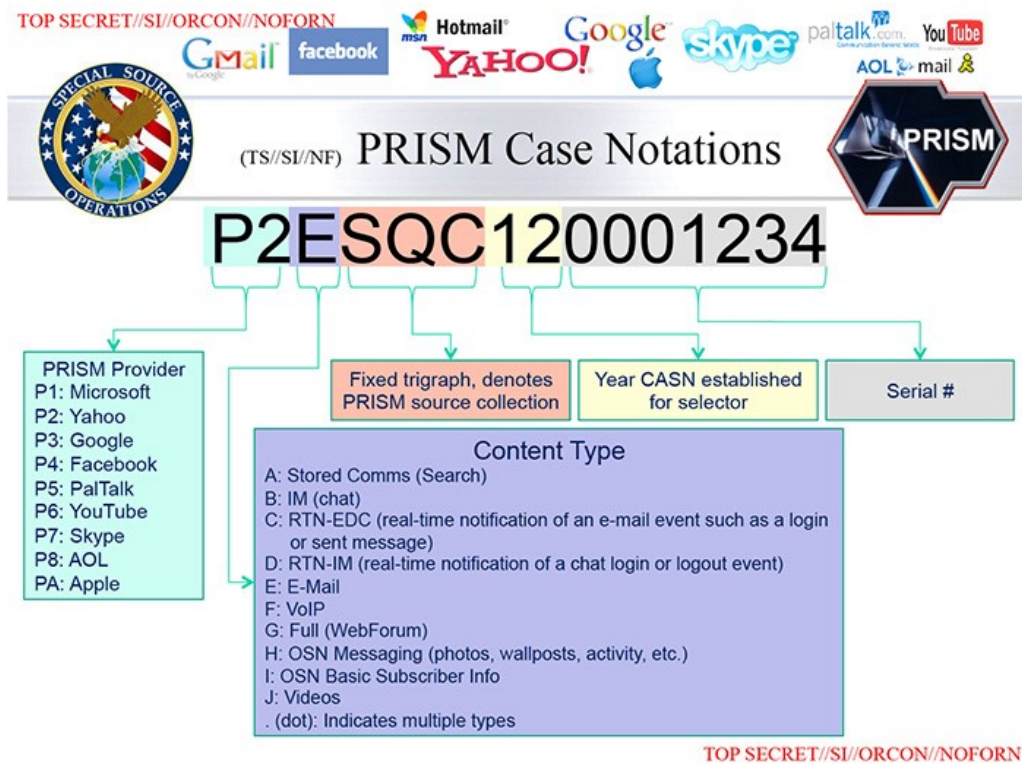 TOP SECRET//SI//ORCON//NOFORN
Gmail
by Google
facebook
msn Hotmail
YAHOO!
Google
skype
paltalk.com
YouTube
AOL mail
SPECIAL SOURCE
OPERATIONS
(TS//SI//NF) PRISM Case Notations
PRISM
P2ESQC120001234
PRISM Provider
P1: Microsoft
P2: Yahoo
P3: Google
P4: Facebook
P5: PalTalk
P6: YouTube
P7: Skype
P8: AOL
PA: Apple
Fixed trigraph, denotes
PRISM source collection
Year CASN established
for selector
Serial #
Content Type
A: Stored Comms (Search)
B: IM (chat)
C: RTN-EDC (real-time notification of an e-mail event such as a login
or sent message)
D: RTN-IM (real-time notification of a chat login or logout event)
E: E-Mail
F: VoIP
G: Full (WebForum)
H: OSN Messaging (photos, wallposts, activity, etc.)
I: OSN Basic Subscriber Info
J: Videos
. (dot): Indicates multiple types
TOP SECRET//SI//ORCON//NOFORN